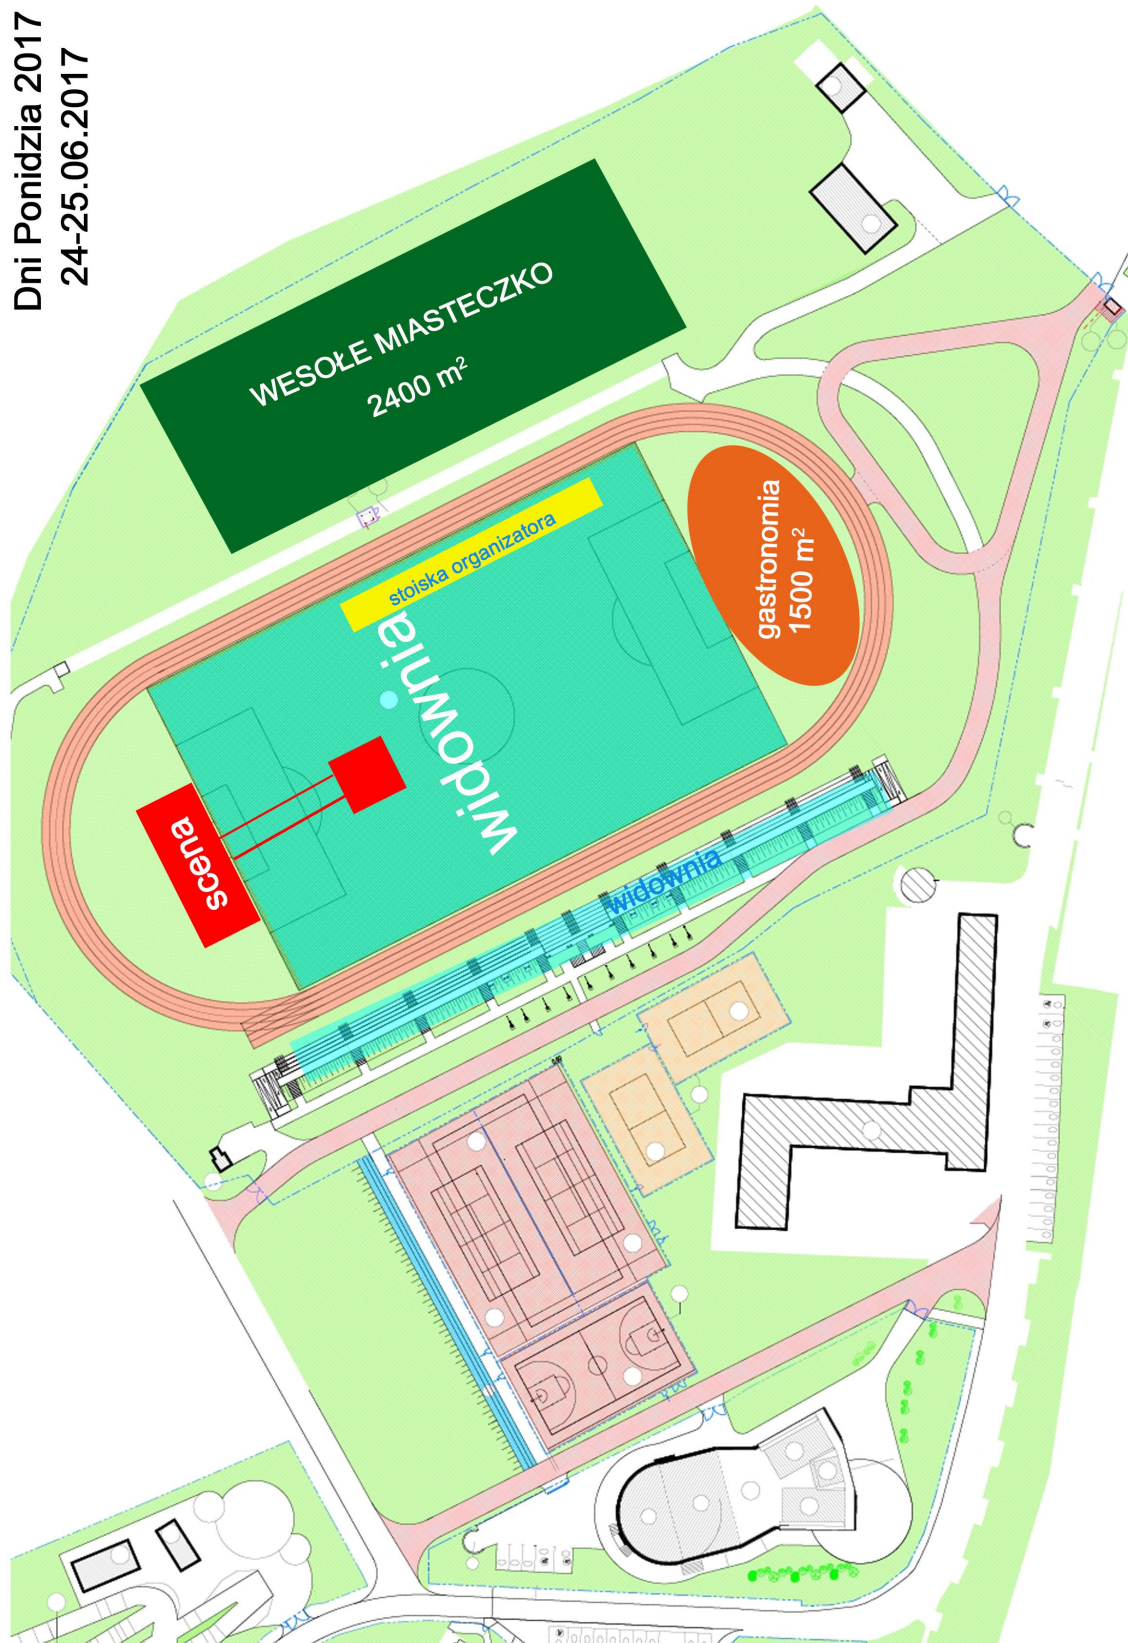 Dni Ponidzia 2017
24-25.06.2017
WESOŁE MIASTECZKO
2400 m²
stoiska organizatora
widownia
gastronomia
1500 m²
scena
widownia